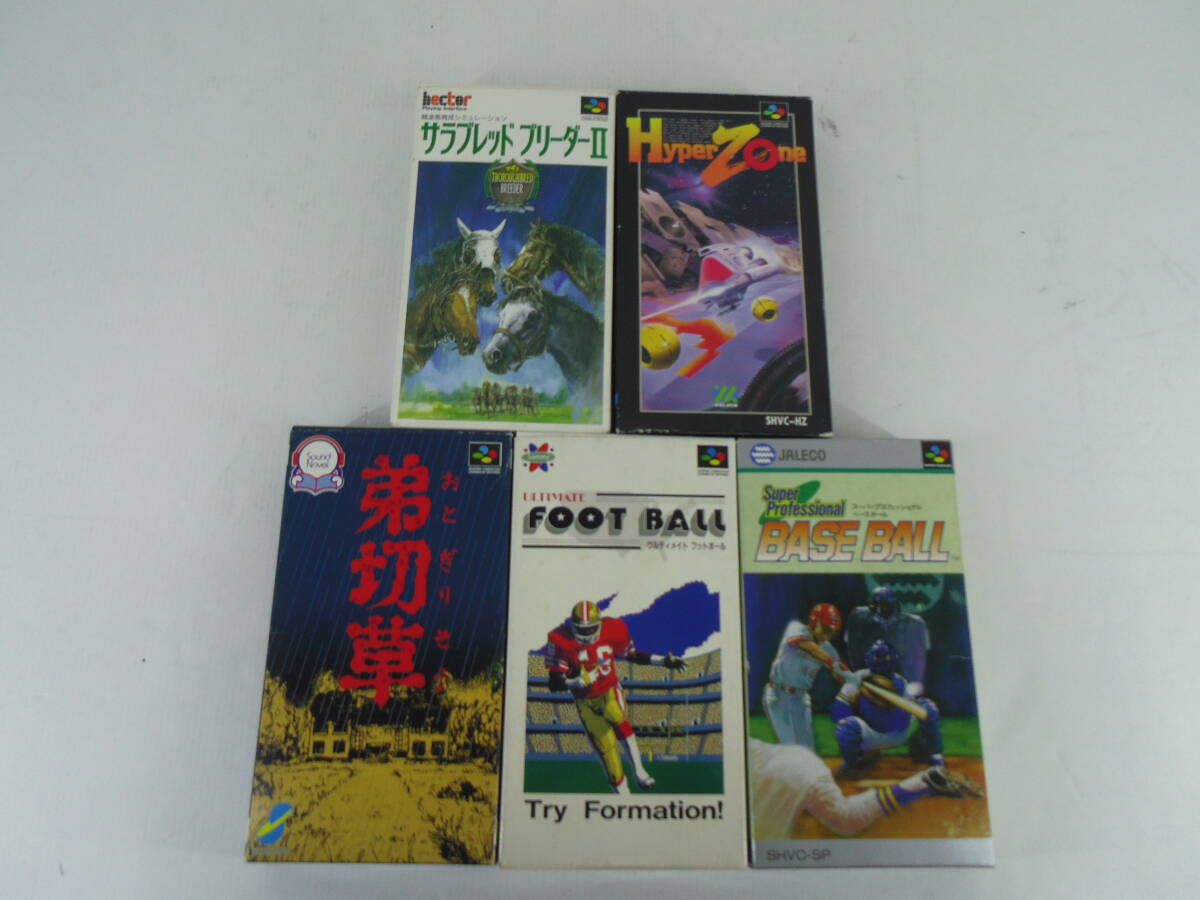 hector
Playing Interface
競走馬育成シミュレーション
サラブレッド ブリーダーII
THOROUGHBRED
BREEDER
Hyper Zone
SHVC-HZ
Sound
Novel
弟切草
おとぎりそう
ULTIMATE
FOOT BALL
ウルティメイト フットボール
16
Try Formation!
JALECO
Super
Professional
スーパープロフェッショナル
ベースボール
BASE BALL
TM
SHVC-SP